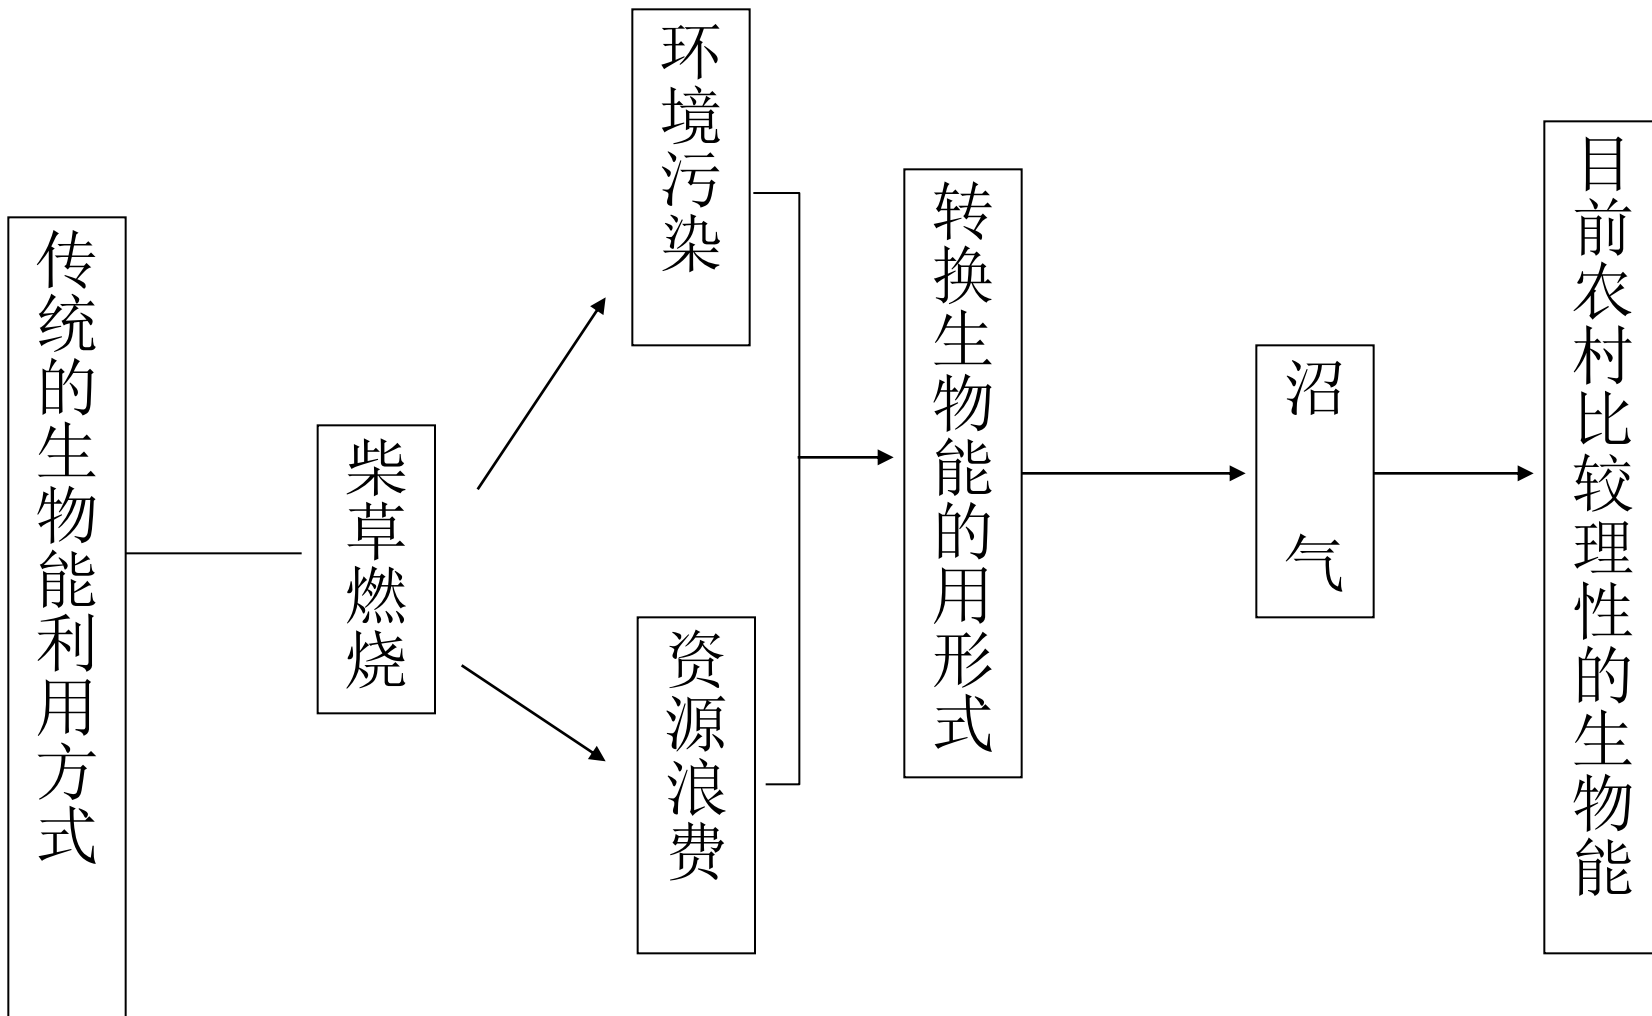 传统的生物能利用方式
柴草燃烧
环境污染
资源浪费
转换生物能的用形式
沼气
目前农村比较理性的生物能